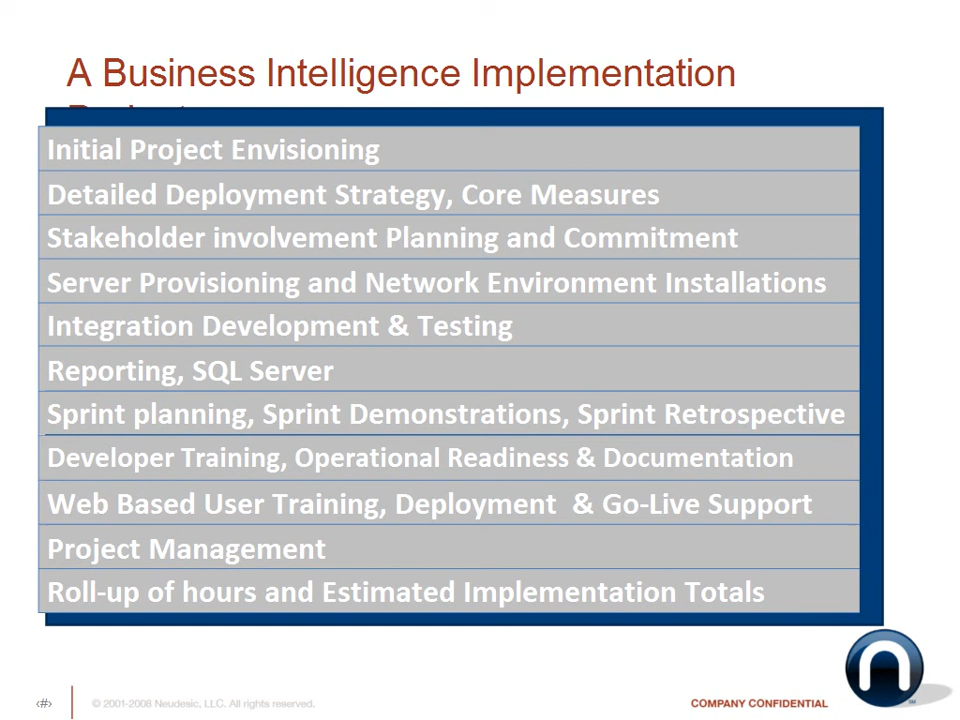 A Business Intelligence Implementation
Initial Project Envisioning
Detailed Deployment Strategy, Core Measures
Stakeholder involvement Planning and Commitment
Server Provisioning and Network Environment Installations
Integration Development & Testing
Reporting, SQL Server
Sprint planning, Sprint Demonstrations, Sprint Retrospective
Developer Training, Operational Readiness & Documentation
Web Based User Training, Deployment  & Go-Live Support
Project Management
Roll-up of hours and Estimated Implementation Totals
‹#›
© 2001-2008 Neudesic, LLC. All rights reserved.
COMPANY CONFIDENTIAL